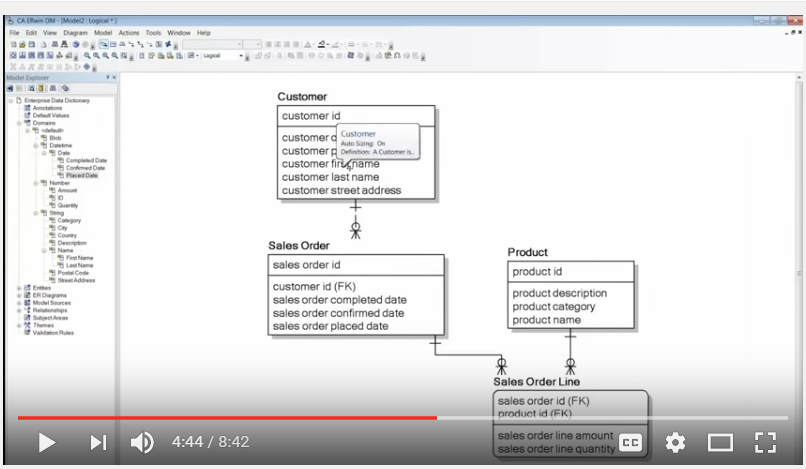 CA ERwin DM - [Model2 : Logical * ]
File Edit View Diagram Model Actions Tools Window Help
Logical
Model Explorer
Enterprise Data Dictionary
Annotations
Default Values
Domains
<default>
Blob
Datetime
Date
Completed Date
Confirmed Date
Placed Date
Number
Amount
ID
Quantity
String
Category
City
Country
Description
Name
First Name
Last Name
Postal Code
Street Address
Entities
ER Diagrams
Model Sources
Relationships
Subject Areas
Themes
Validation Rules
Customer
customer id
customer c
customer p
customer first name
customer last name
customer street address
Customer
Auto Sizing: On
Definition: A Customer is..
Sales Order
sales order id
customer id (FK)
sales order completed date
sales order confirmed date
sales order placed date
Product
product id
product description
product category
product name
Sales Order Line
sales order id (FK)
product id (FK)
sales order line amount
sales order line quantity
4:44 / 8:42
CC